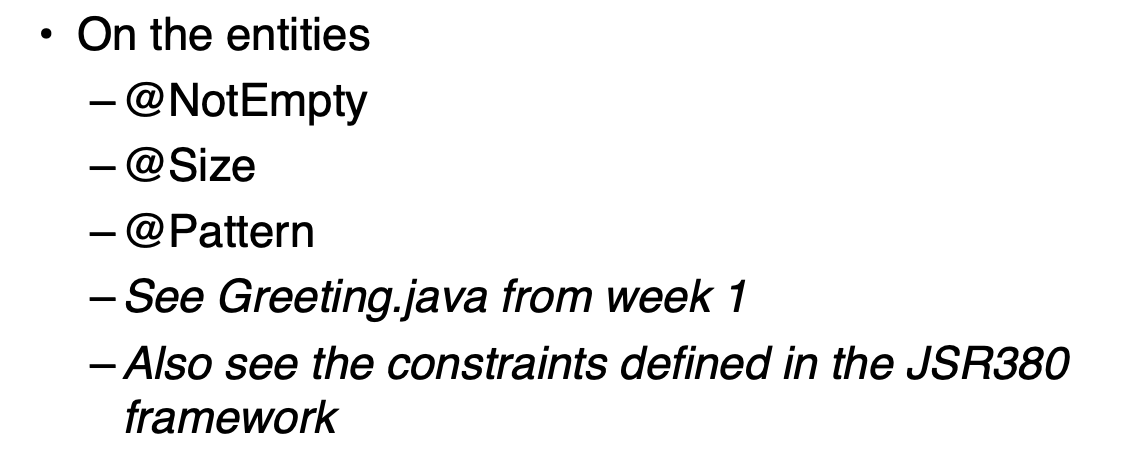 • On the entities
– @NotEmpty
– @Size
– @Pattern
– See Greeting.java from week 1
– Also see the constraints defined in the JSR380
framework